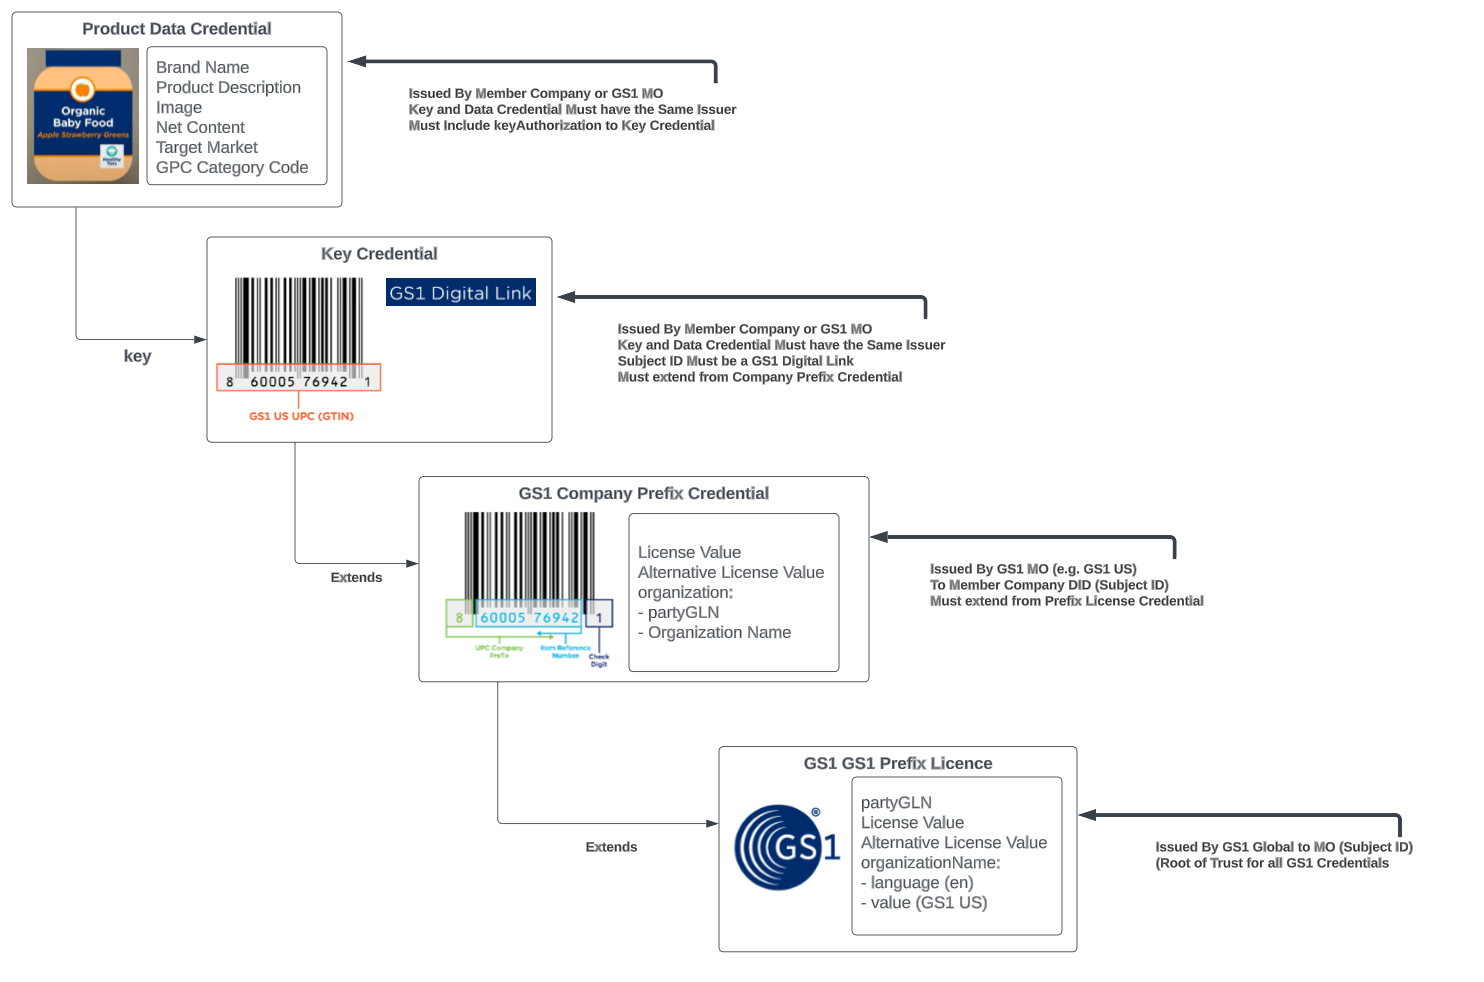 Product Data Credential
Organic
Baby Food
Apple Strawberry Greens
Healthy
Tots
Brand Name
Product Description
Image
Net Content
Target Market
GPC Category Code
Issued By Member Company or GS1 MO
Key and Data Credential Must have the Same Issuer
Must Include keyAuthorization to Key Credential
key
Key Credential
GS1 Digital Link
8 60005 76942 1
GS1 US UPC (GTIN)
Issued By Member Company or GS1 MO
Key and Data Credential Must have the Same Issuer
Subject ID Must be a GS1 Digital Link
Must extend from Company Prefix Credential
Extends
GS1 Company Prefix Credential
8 60005 76942 1
UPC Company
Prefix
Item Reference
Number
Check
Digit
License Value
Alternative License Value
organization:
- partyGLN
- Organization Name
Issued By GS1 MO (e.g. GS1 US)
To Member Company DID (Subject ID)
Must extend from Prefix License Credential
Extends
GS1 GS1 Prefix Licence
GS1®
partyGLN
License Value
Alternative License Value
organizationName:
- language (en)
- value (GS1 US)
Issued By GS1 Global to MO (Subject ID)
(Root of Trust for all GS1 Credentials